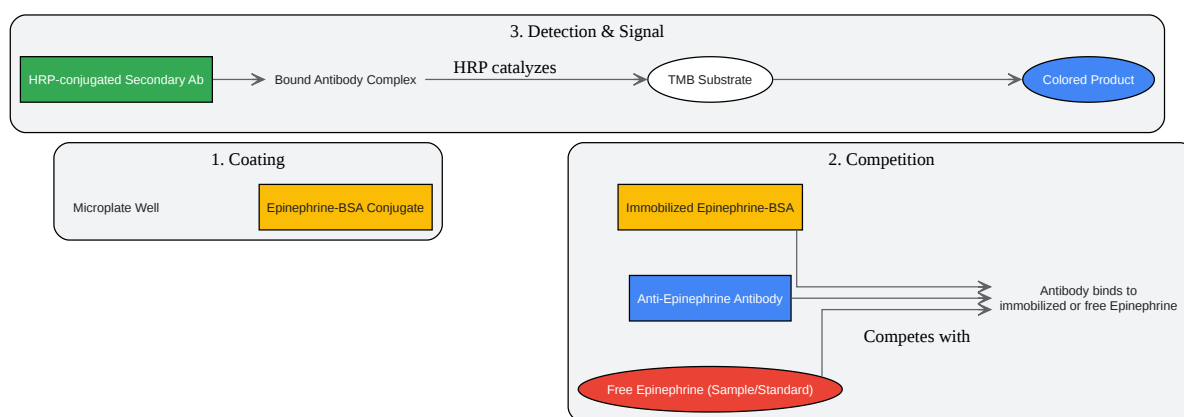 3. Detection & Signal
HRP-conjugated Secondary Ab
Bound Antibody Complex
HRP catalyzes
TMB Substrate
Colored Product
1. Coating
Microplate Well
Epinephrine-BSA Conjugate
2. Competition
Immobilized Epinephrine-BSA
Anti-Epinephrine Antibody
Antibody binds to
immobilized or free Epinephrine
Competes with
Free Epinephrine (Sample/Standard)